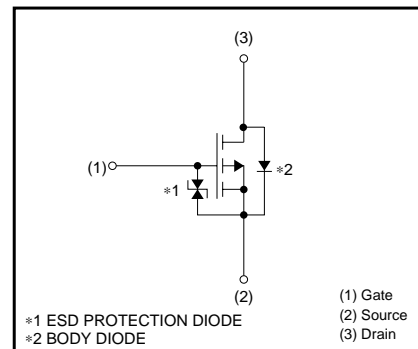 (3)
(1)
∗1
∗2
(2)
∗1 ESD PROTECTION DIODE
∗2 BODY DIODE
(1) Gate
(2) Source
(3) Drain